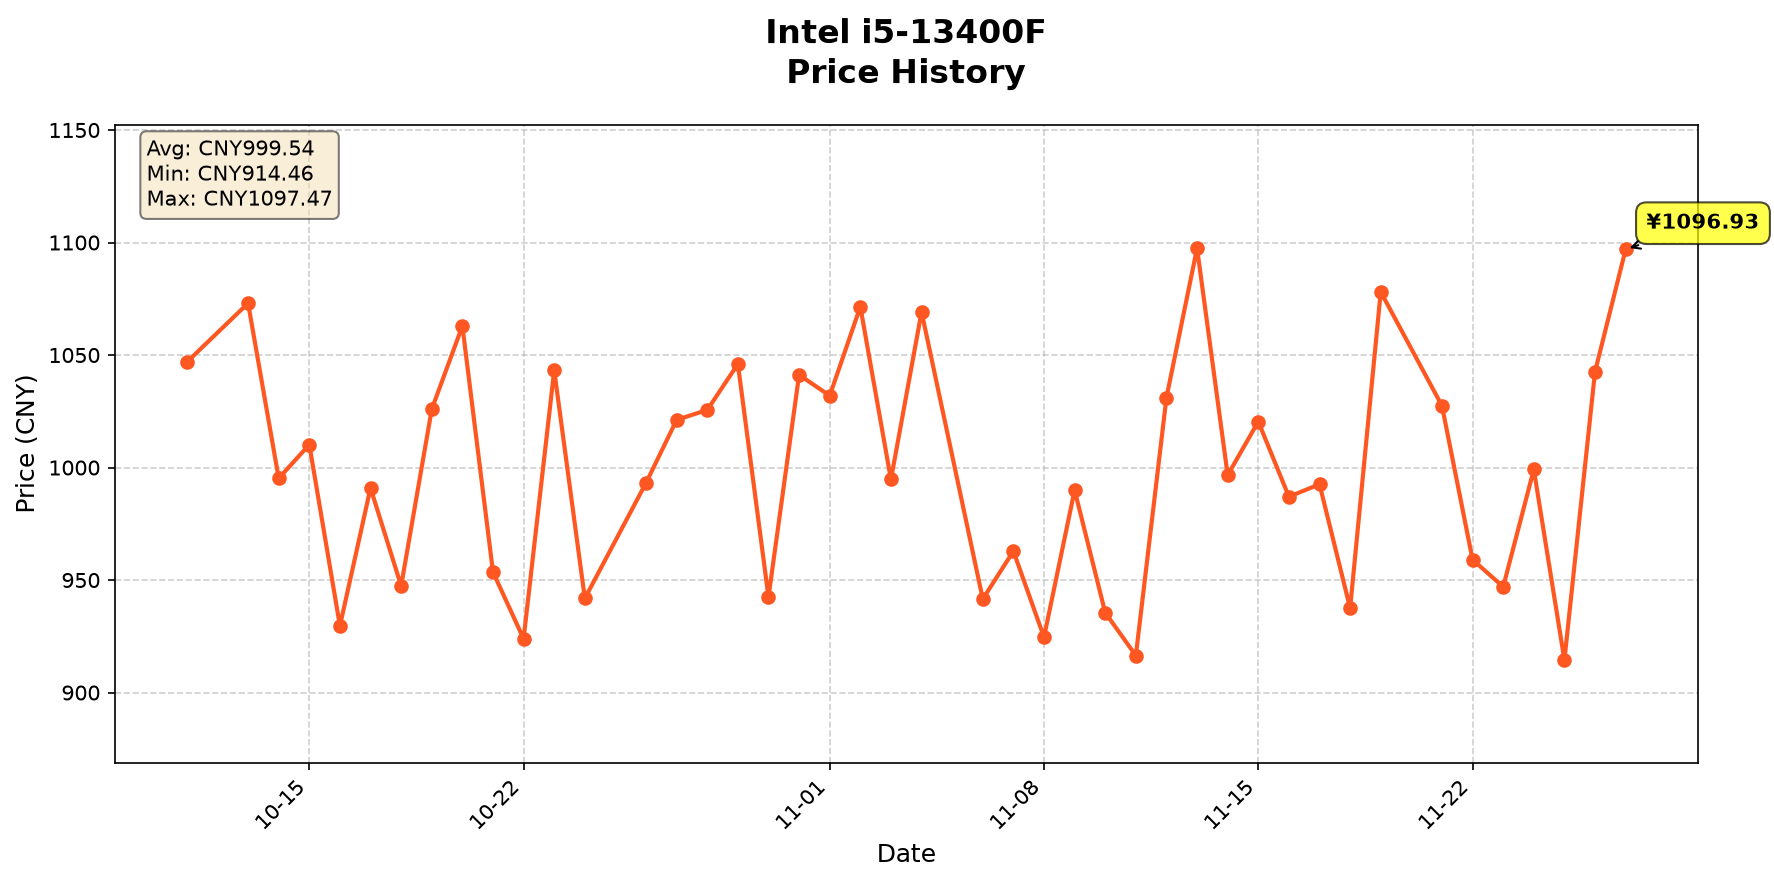 Intel i5-13400F
Price History
Avg: CNY999.54
Min: CNY914.46
Max: CNY1097.47
¥1096.93
Price (CNY)
1150
1100
1050
1000
950
900
10-15
10-22
11-01
11-08
11-15
11-22
Date